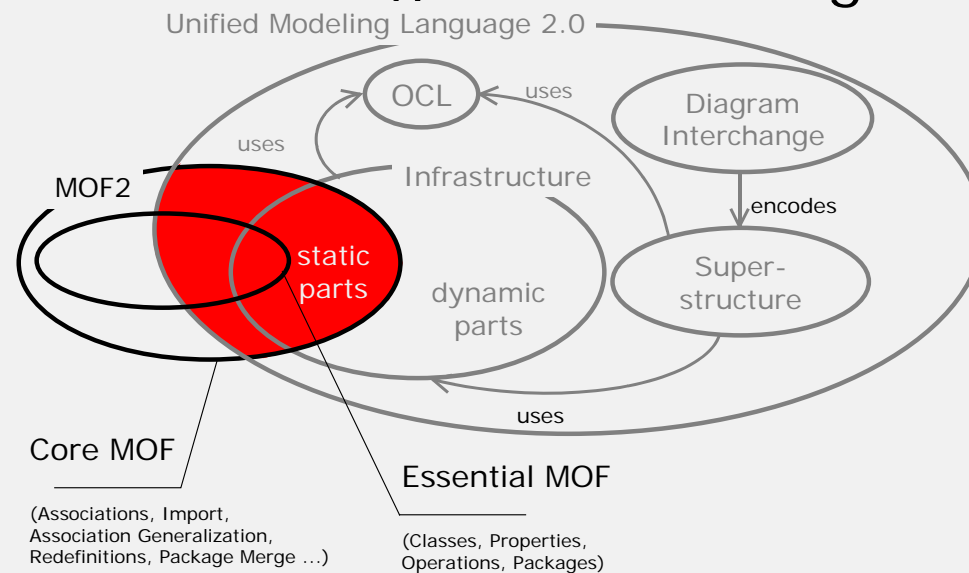 Unified Modeling Language 2.0
OCL
uses
Diagram
Interchange
uses
Infrastructure
MOF2
encodes
static
parts
Super-
structure
dynamic
parts
uses
Core MOF
Essential MOF
(Associations, Import,
Association Generalization,
Redefinitions, Package Merge ...)
(Classes, Properties,
Operations, Packages)